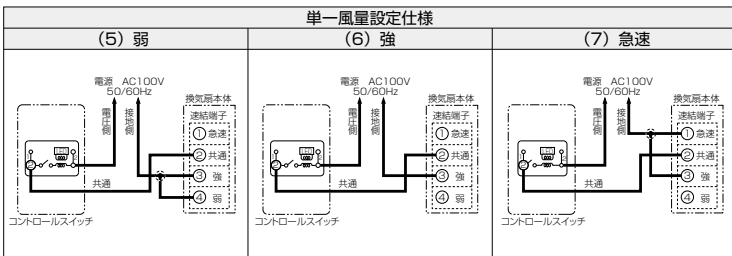 単一風量設定仕様
(5) 弱
(6) 強
(7) 急速
電源 AC100V
50/60Hz
換気扇本体
電圧側
接地側
速結端子
① 急速
② 共通
③ 強
④ 弱
共通
コントロールスイッチ
電源 AC100V
50/60Hz
換気扇本体
電圧側
接地側
速結端子
① 急速
② 共通
③ 強
④ 弱
共通
コントロールスイッチ
電源 AC100V
50/60Hz
換気扇本体
電圧側
接地側
速結端子
① 急速
② 共通
③ 強
④ 弱
共通
コントロールスイッチ